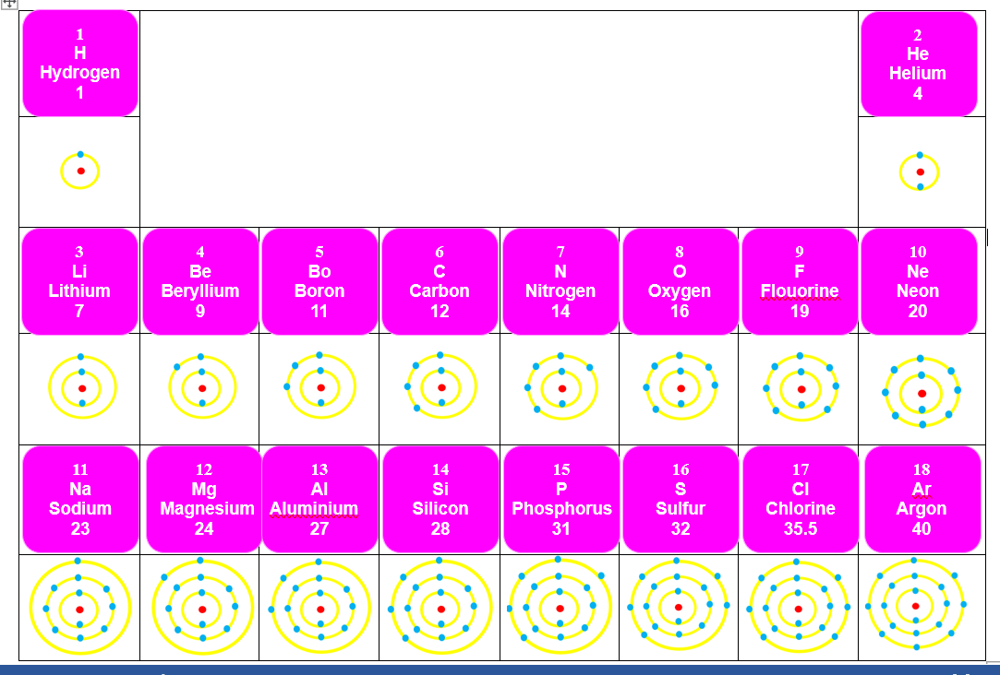 1
H
Hydrogen
1
2
He
Helium
4
3
Li
Lithium
7
4
Be
Beryllium
9
5
Bo
Boron
11
6
C
Carbon
12
7
N
Nitrogen
14
8
O
Oxygen
16
9
F
Flouorine
19
10
Ne
Neon
20
11
Na
Sodium
23
12
Mg
Magnesium
24
13
Al
Aluminium
27
14
Si
Silicon
28
15
P
Phosphorus
31
16
S
Sulfur
32
17
Cl
Chlorine
35.5
18
Ar
Argon
40